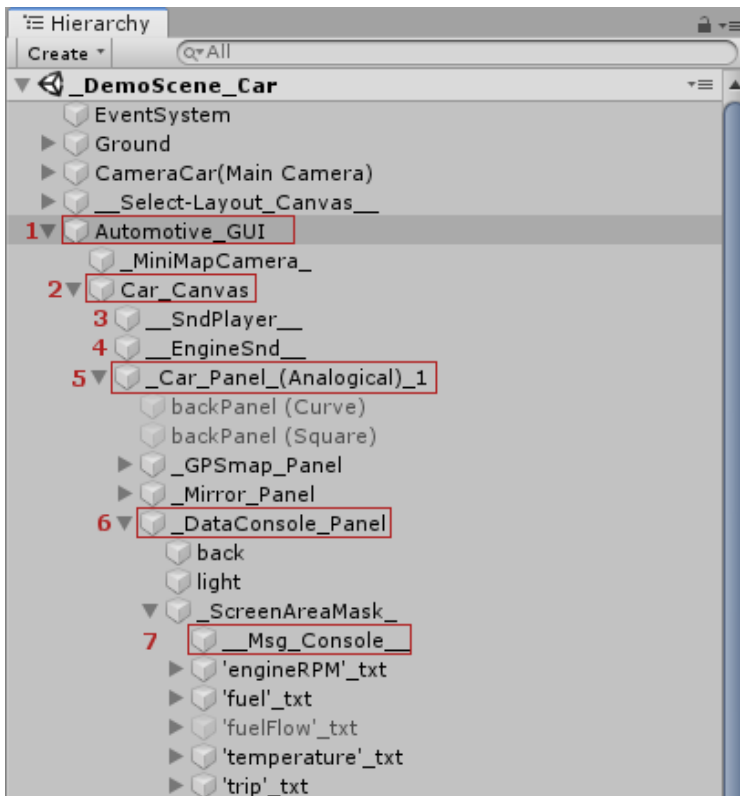 Hierarchy
Create All
_DemoScene_Car
EventSystem
Ground
CameraCar(Main Camera)
__Select-Layout_Canvas__
1 Automotive_GUI
_MiniMapCamera_
2 Car_Canvas
3 __SndPlayer__
4 __EngineSnd__
5 _Car_Panel_(Analogical)_1
backPanel (Curve)
backPanel (Square)
_GPSmap_Panel
_Mirror_Panel
6 _DataConsole_Panel
back
light
_ScreenAreaMask_
7 __Msg_Console__
'engineRPM'_txt
'fuel'_txt
'fuelFlow'_txt
'temperature'_txt
'trip'_txt